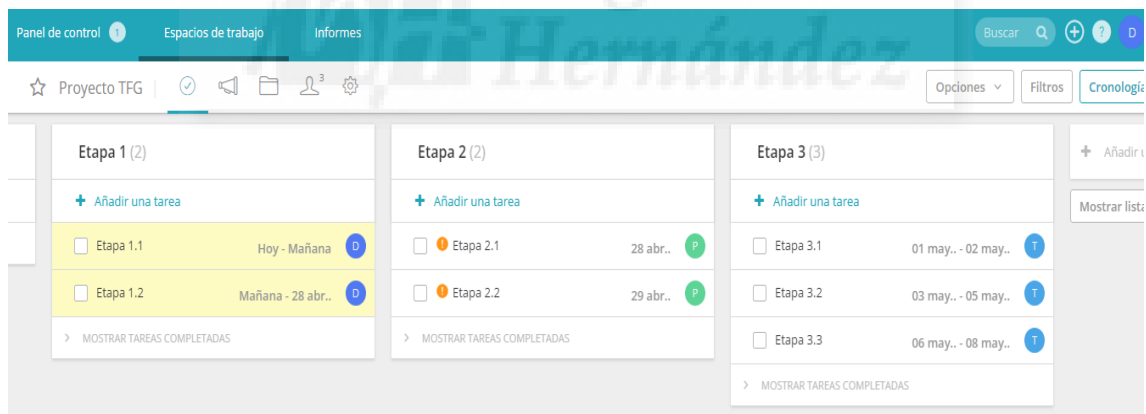 Hernández
Panel de control 1 Espacios de trabajo Informes Buscar ? D
Proyecto TFG 3 Opciones Filtros Cronología
Etapa 1 (2)
+ Añadir una tarea
Etapa 1.1 Hoy - Mañana D
Etapa 1.2 Mañana - 28 abr.. D
> MOSTRAR TAREAS COMPLETADAS
Etapa 2 (2)
+ Añadir una tarea
! Etapa 2.1 28 abr.. P
! Etapa 2.2 29 abr.. P
> MOSTRAR TAREAS COMPLETADAS
Etapa 3 (3)
+ Añadir una tarea
Etapa 3.1 01 may.. - 02 may.. T
Etapa 3.2 03 may.. - 05 may.. T
Etapa 3.3 06 may.. - 08 may.. T
> MOSTRAR TAREAS COMPLETADAS
+ Añadir
Mostrar lista